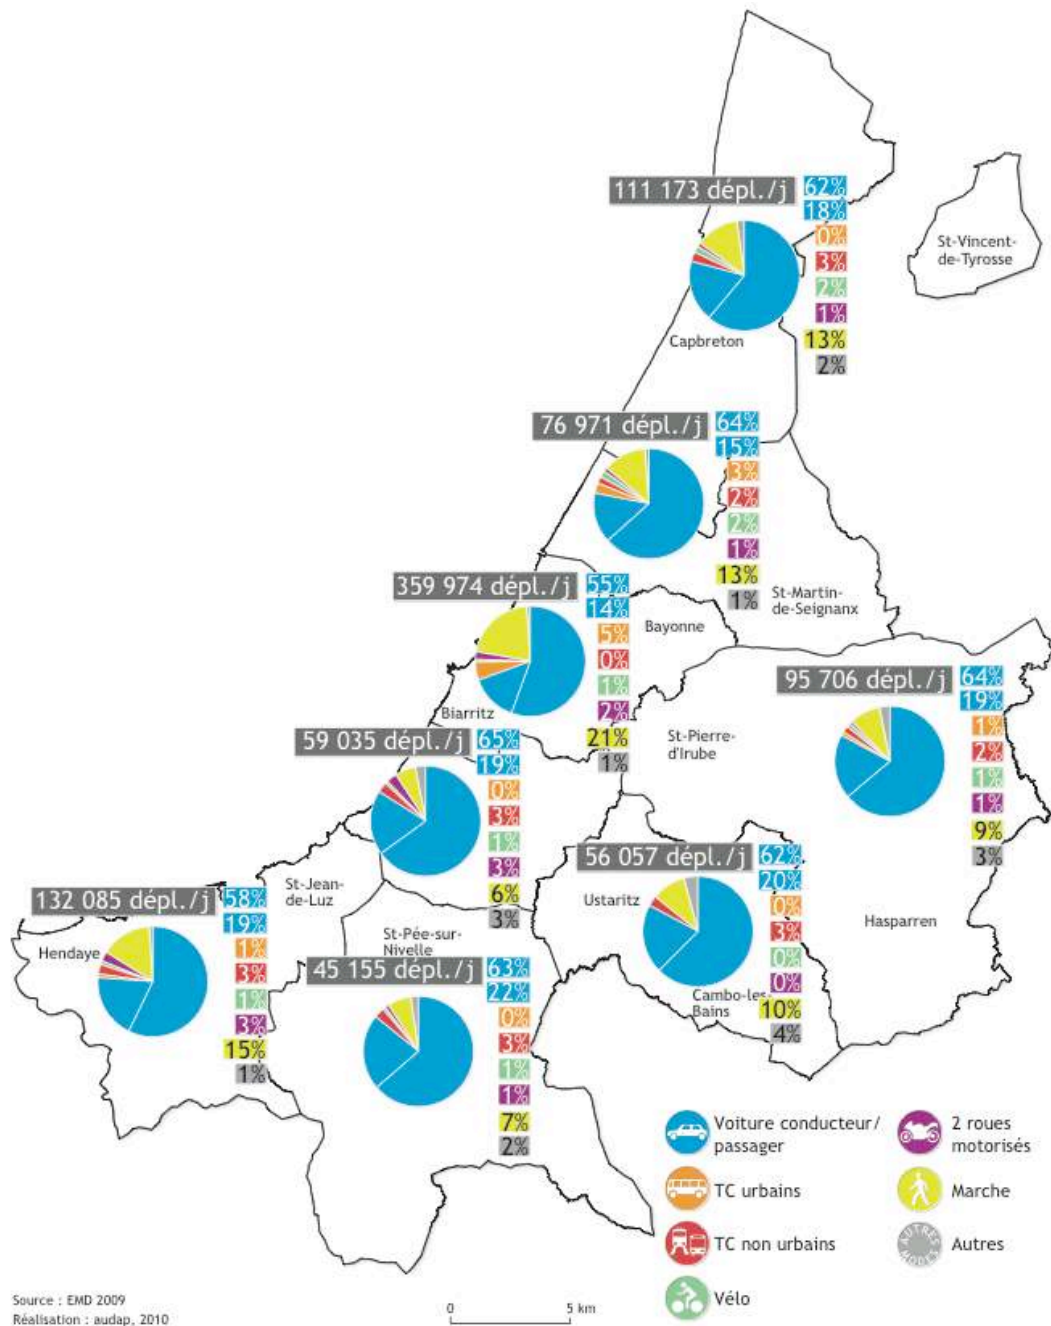 111 173 dépl./j
62%
18%
0%
3%
2%
1%
13%
2%
St-Vincent-
de-Tyrosse
Capbreton
76 971 dépl./j
64%
15%
3%
2%
2%
1%
13%
1%
St-Martin-
de-Seignanx
359 974 dépl./j
55%
14%
5%
0%
1%
2%
21%
1%
Bayonne
Biarritz
95 706 dépl./j
64%
19%
1%
2%
1%
1%
9%
3%
St-Pierre-
d'Irube
59 035 dépl./j
65%
19%
0%
3%
1%
3%
6%
3%
56 057 dépl./j
62%
20%
0%
3%
0%
0%
10%
4%
Ustaritz
Hasparren
Cambo-les-
Bains
St-Jean-
de-Luz
132 085 dépl./j
58%
19%
1%
3%
1%
3%
15%
1%
Hendaye
St-Pée-sur-
Nivelle
45 155 dépl./j
63%
22%
0%
3%
1%
1%
7%
2%
Voiture conducteur/
passager
TC urbains
TC non urbains
Vélo
2 roues
motorisés
Marche
AUTRES
MODES
Autres
Source : EMD 2009
Réalisation : audap, 2010
0 5 km